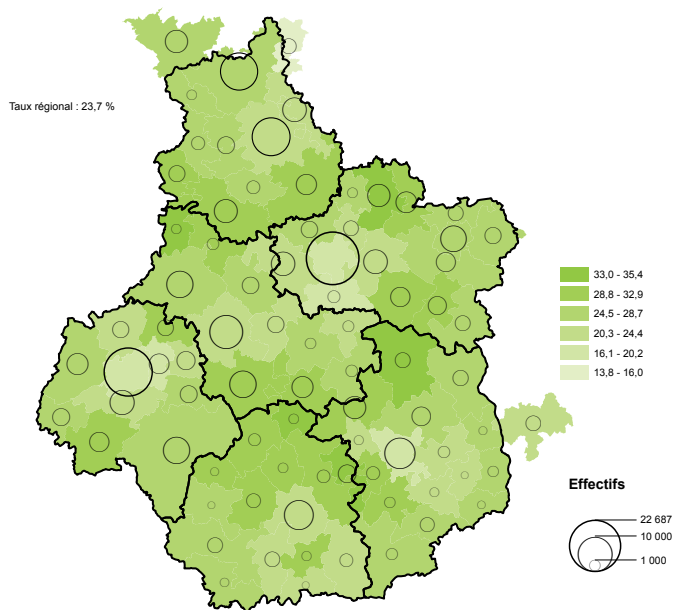 Taux régional : 23,7 %
33,0 - 35,4
28,8 - 32,9
24,5 - 28,7
20,3 - 24,4
16,1 - 20,2
13,8 - 16,0
Effectifs
22 687
10 000
1 000